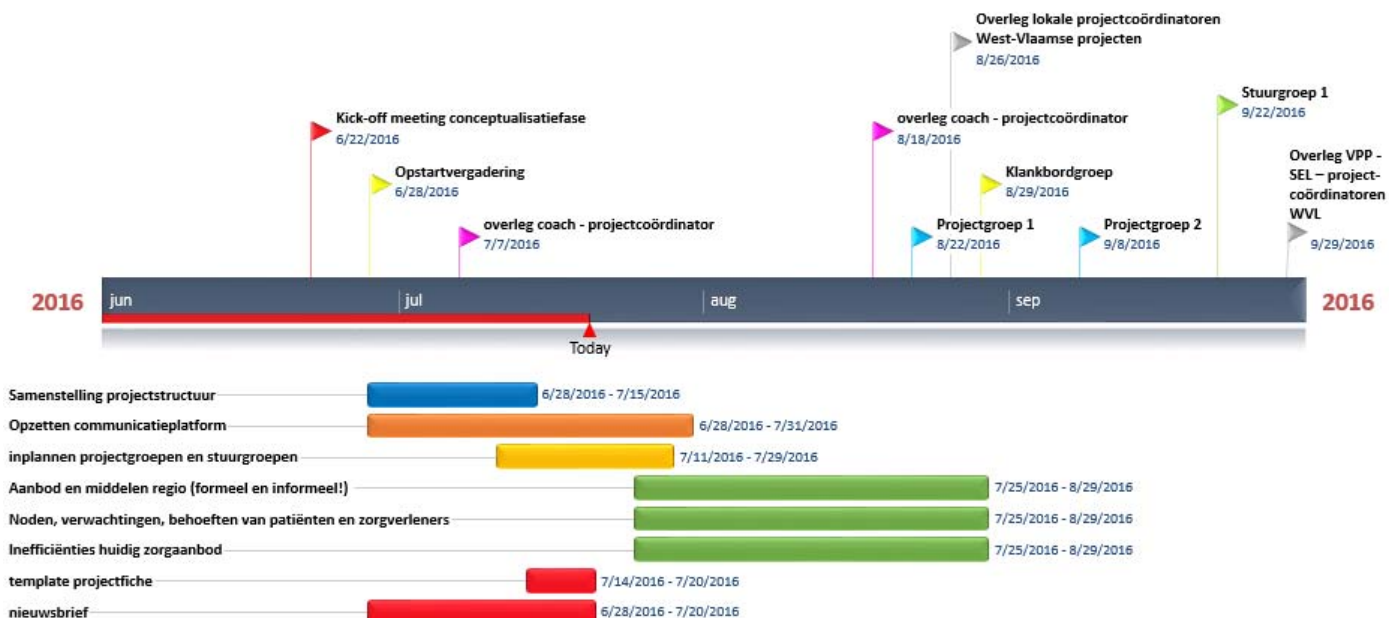 Overleg lokale projectcoördinatoren
West-Vlaamse projecten
8/26/2016
Stuurgroep 1
9/22/2016
Kick-off meeting conceptualisatiefase
6/22/2016
overleg coach - projectcoördinator
8/18/2016
Overleg VPP -
SEL – project-
coördinatoren
WVL
9/29/2016
Opstartvergadering
6/28/2016
Klankbordgroep
8/29/2016
overleg coach - projectcoördinator
7/7/2016
Projectgroep 1
8/22/2016
Projectgroep 2
9/8/2016
2016 jun jul aug sep 2016
Today
Samenstelling projectstructuur 6/28/2016 - 7/15/2016
Opzetten communicatieplatform 6/28/2016 - 7/31/2016
inplannen projectgroepen en stuurgroepen 7/11/2016 - 7/29/2016
Aanbod en middelen regio (formeel en informeel!) 7/25/2016 - 8/29/2016
Noden, verwachtingen, behoeften van patiënten en zorgverleners 7/25/2016 - 8/29/2016
Inefficiënties huidig zorgaanbod 7/25/2016 - 8/29/2016
template projectfiche 7/14/2016 - 7/20/2016
nieuwsbrief 6/28/2016 - 7/20/2016